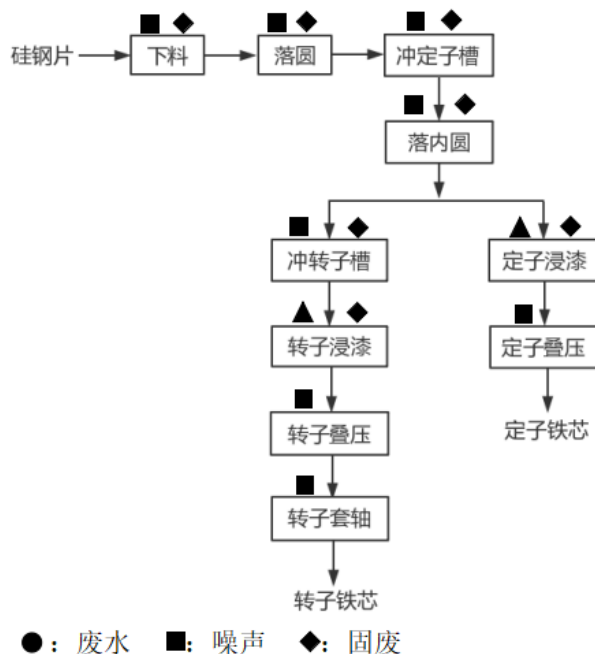 硅钢片 下料 落圆 冲定子槽
落内圆
冲转子槽 定子浸漆
转子浸漆 定子叠压
转子叠压 定子铁芯
转子套轴
转子铁芯
●：废水 ■：噪声 ◆：固废